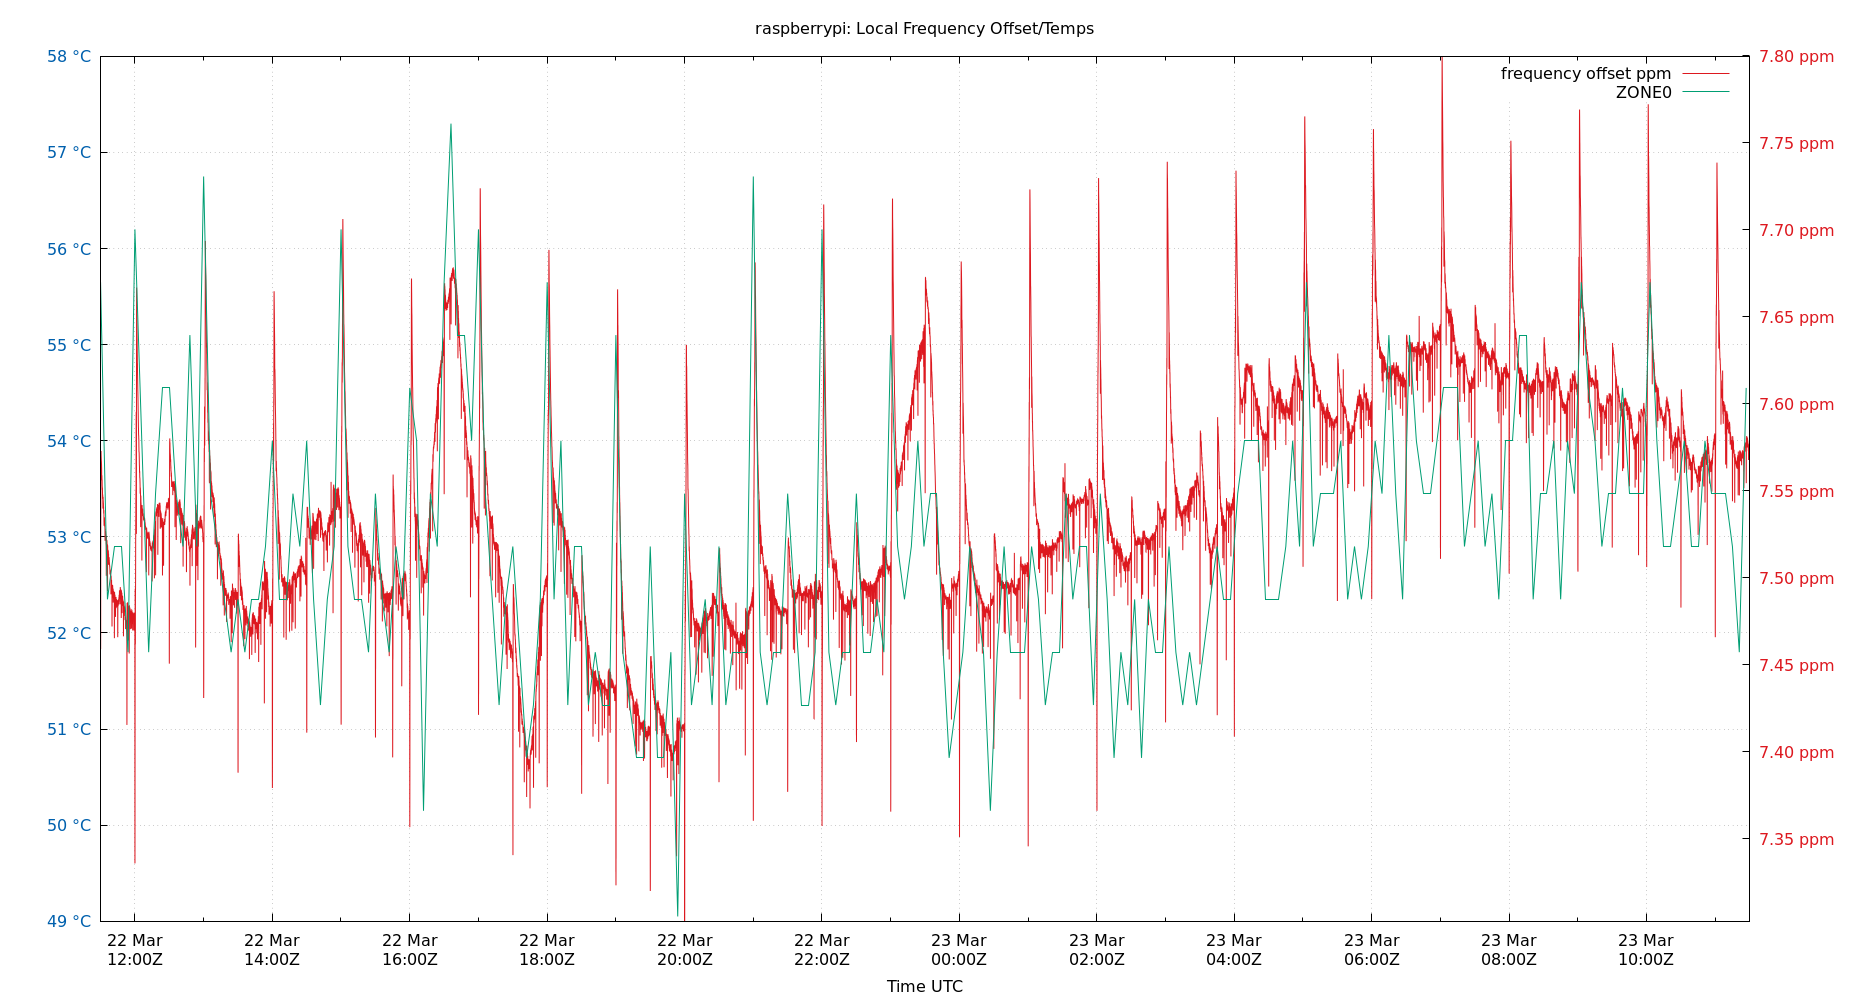 raspberrypi: Local Frequency Offset/Temps
58 °C
57 °C
56 °C
55 °C
54 °C
53 °C
52 °C
51 °C
50 °C
49 °C
7.80 ppm
7.75 ppm
7.70 ppm
7.65 ppm
7.60 ppm
7.55 ppm
7.50 ppm
7.45 ppm
7.40 ppm
7.35 ppm
frequency offset ppm
ZONE0
22 Mar
12:00Z
22 Mar
14:00Z
22 Mar
16:00Z
22 Mar
18:00Z
22 Mar
20:00Z
22 Mar
22:00Z
23 Mar
00:00Z
23 Mar
02:00Z
23 Mar
04:00Z
23 Mar
06:00Z
23 Mar
08:00Z
23 Mar
10:00Z
Time UTC